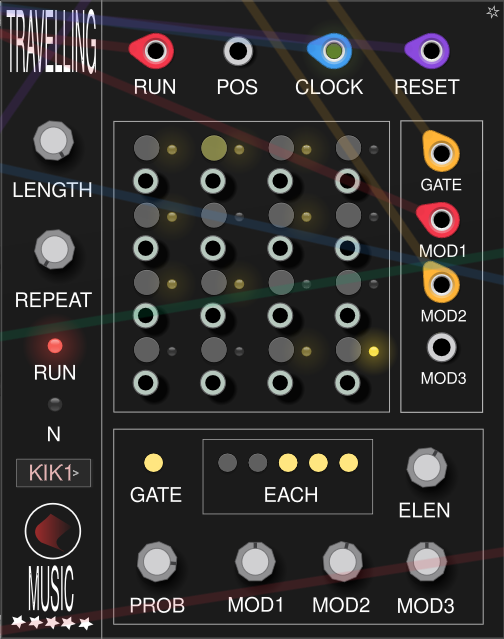 TRAVELLING
RUN POS CLOCK RESET
LENGTH
GATE
MOD1
REPEAT
MOD2
RUN
MOD3
N
KIK1>
GATE EACH ELEN
MUSIC
PROB MOD1 MOD2 MOD3